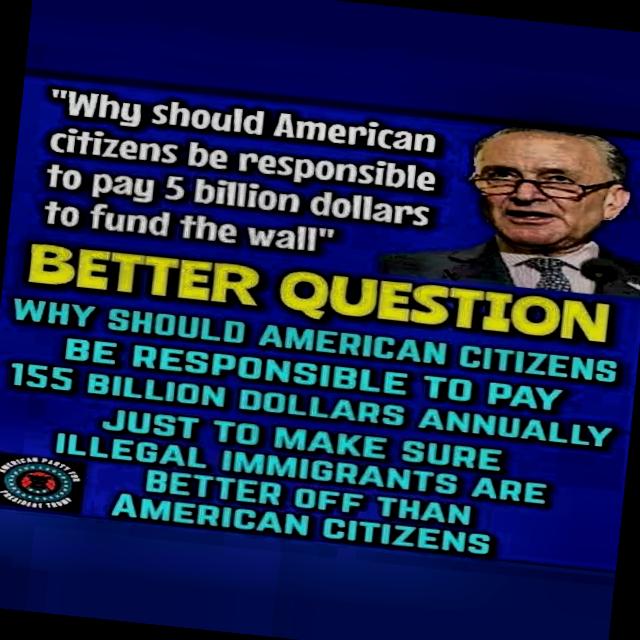 "Why should American
citizens be responsible
to pay 5 billion dollars
to fund the wall"
BETTER QUESTION
WHY SHOULD AMERICAN CITIZENS
BE RESPONSIBLE TO PAY
155 BILLION DOLLARS ANNUALLY
JUST TO MAKE SURE
ILLEGAL IMMIGRANTS ARE
BETTER OFF THAN
AMERICAN CITIZENS